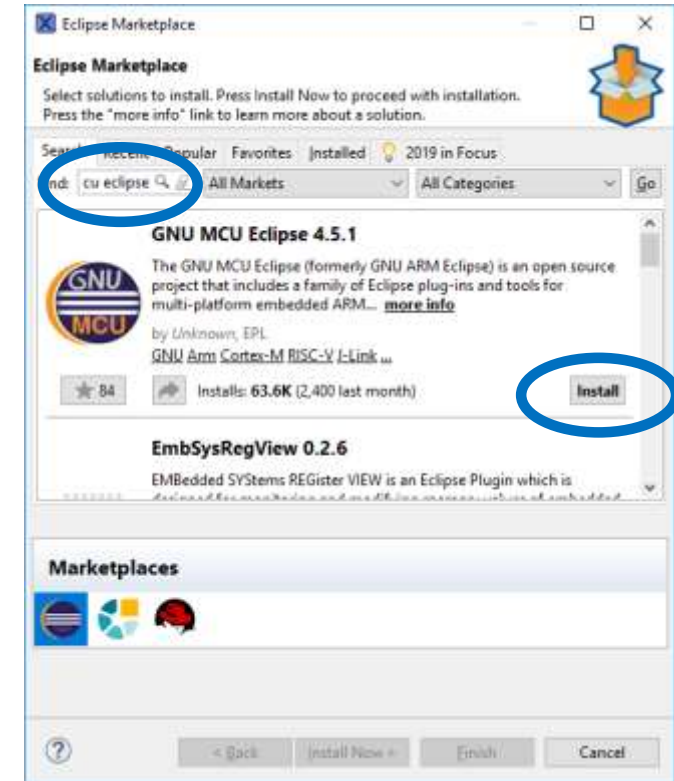 Eclipse Marketplace
Eclipse Marketplace
Select solutions to install. Press Install Now to proceed with installation.
Press the "more info" link to learn more about a solution.
Popular Favorites Installed 2019 in Focus
cu eclipse All Markets All Categories Go
GNU MCU Eclipse 4.5.1
GNU
MCU
The GNU MCU Eclipse (formerly GNU ARM Eclipse) is an open source
project that includes a family of Eclipse plug-ins and tools for
multi-platform embedded ARM... more info
by Unknown, EPL
GNU Arm Cortex-M RISC-V J-Link ...
84 Installs: 63.6K (2,400 last month) Install
EmbSysRegView 0.2.6
EMBedded SYStems REGister VIEW is an Eclipse Plugin which is
Marketplaces
? < Back Install Now > Finish Cancel